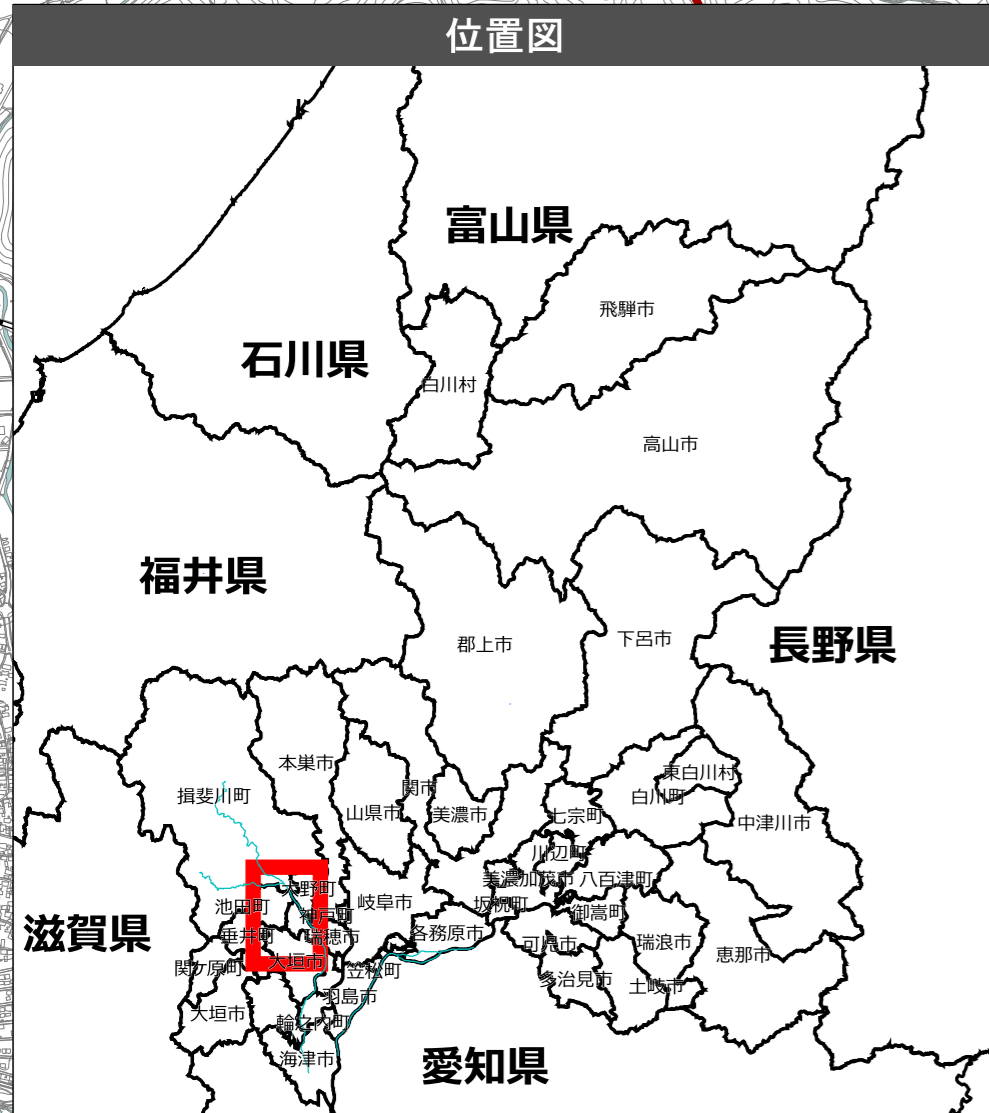 位置図
富山県
飛騨市
石川県
白川村
高山市
福井県
郡上市
下呂市
長野県
本巣市
揖斐川町
関市
山県市
美濃市
東白川村
白川町
七宗町
中津川市
川辺町
美濃加茂市
八百津町
大野町
池田町
神戸町
岐阜市
坂祝町
御嵩町
滋賀県
垂井町
瑞穂市
各務原市
可児市
瑞浪市
恵那市
関ケ原町
大垣市
笠松町
多治見市
土岐市
羽島市
大垣市
輪之内町
海津市
愛知県